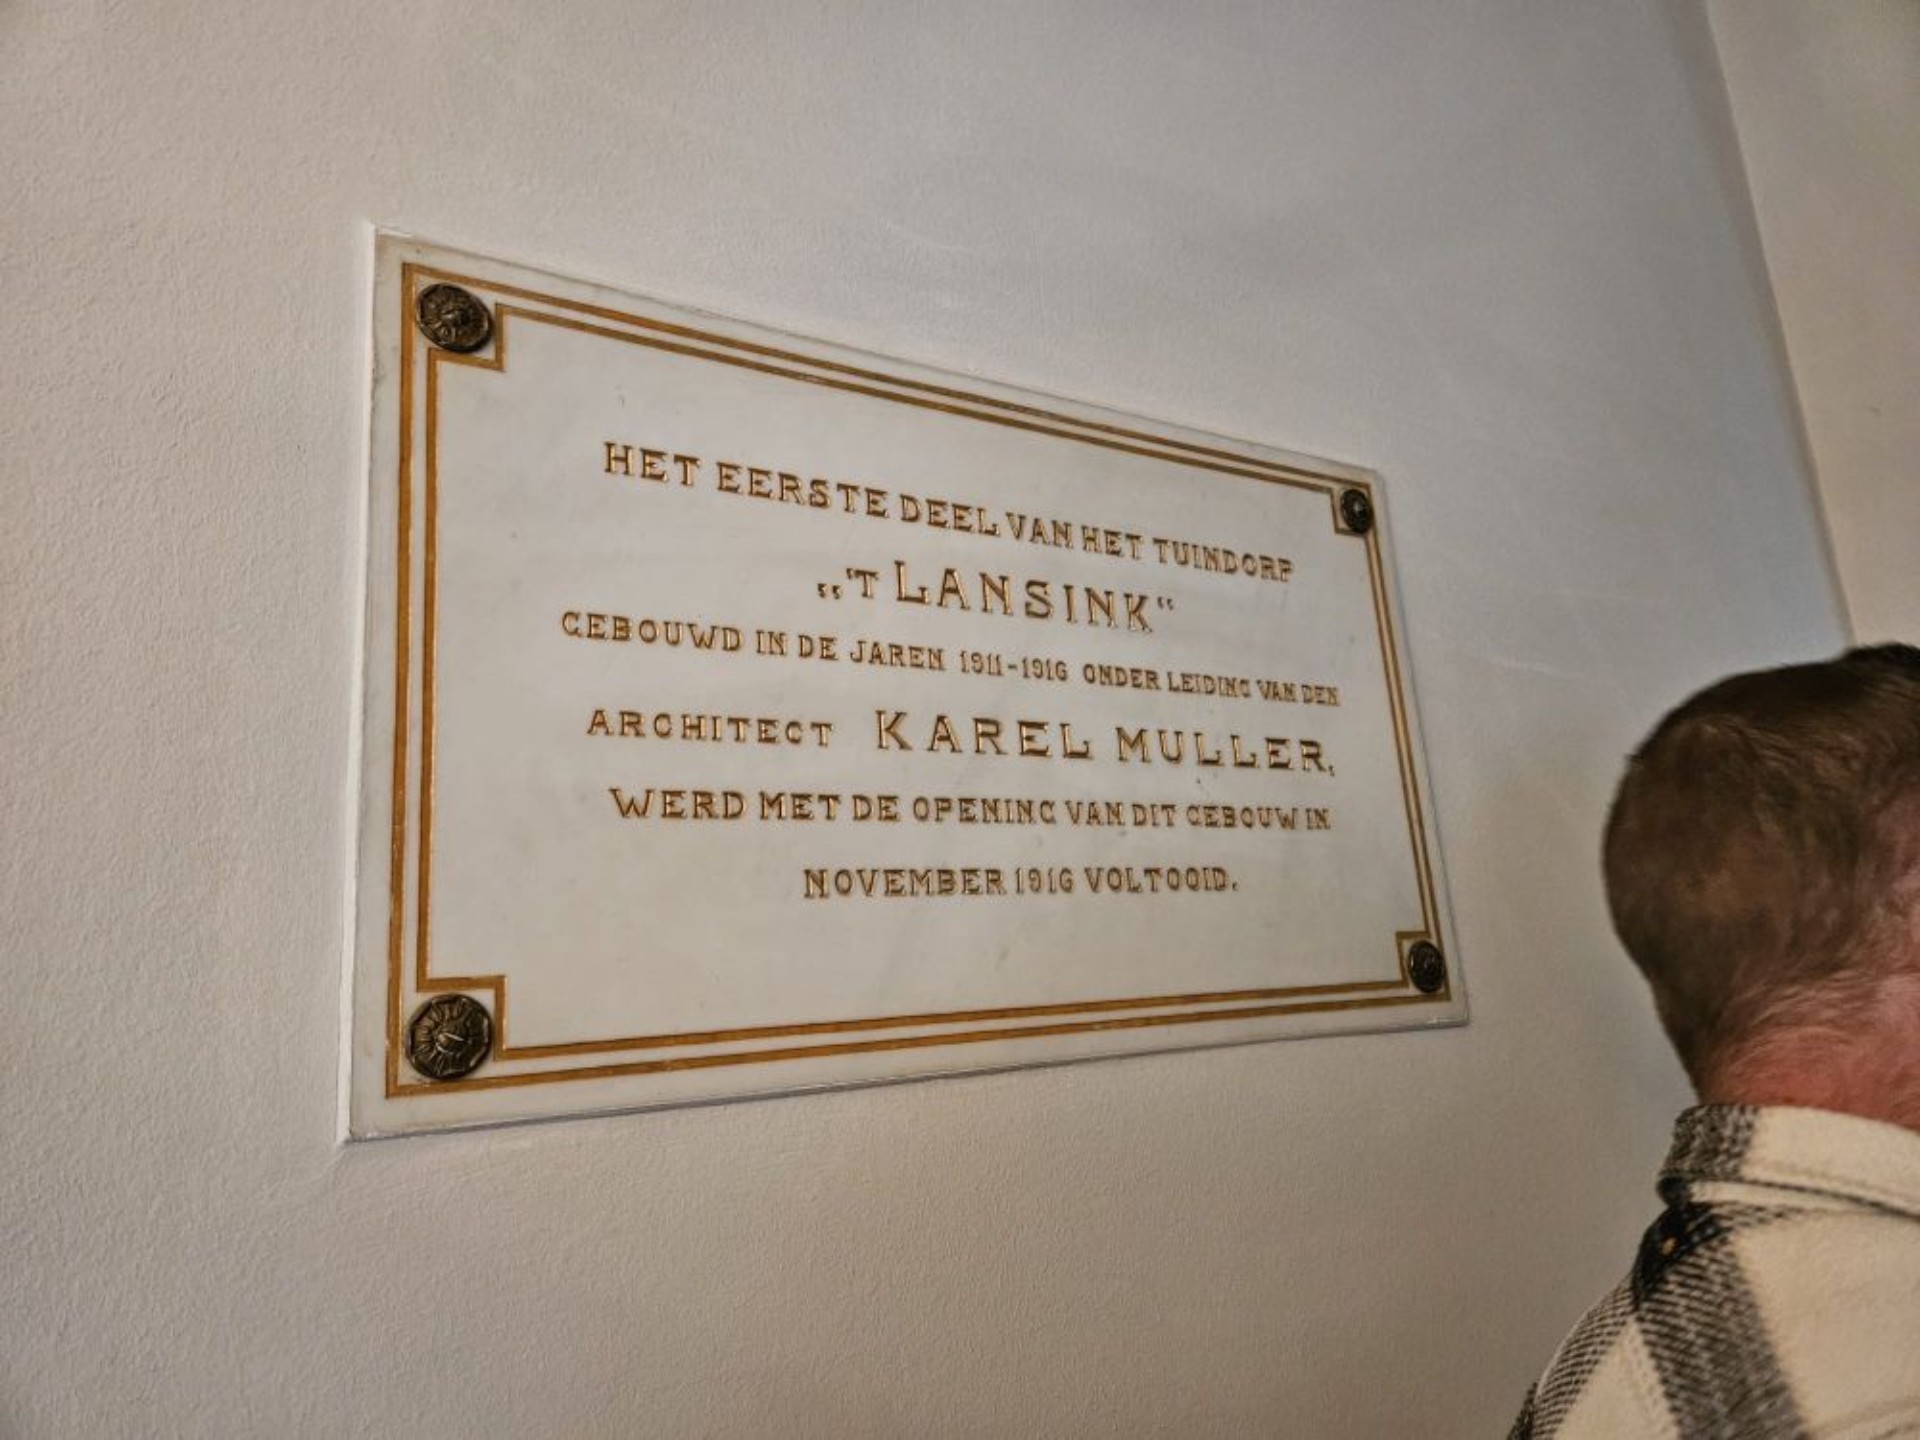 HET EERSTE DEEL VAN HET TUINDORP
„'T LANSINK“
GEBOUWD IN DE JAREN 1911-1916 ONDER LEIDING VAN DEN
ARCHITECT KAREL MULLER,
WERD MET DE OPENING VAN DIT GEBOUW IN
NOVEMBER 1916 VOLTOOID.